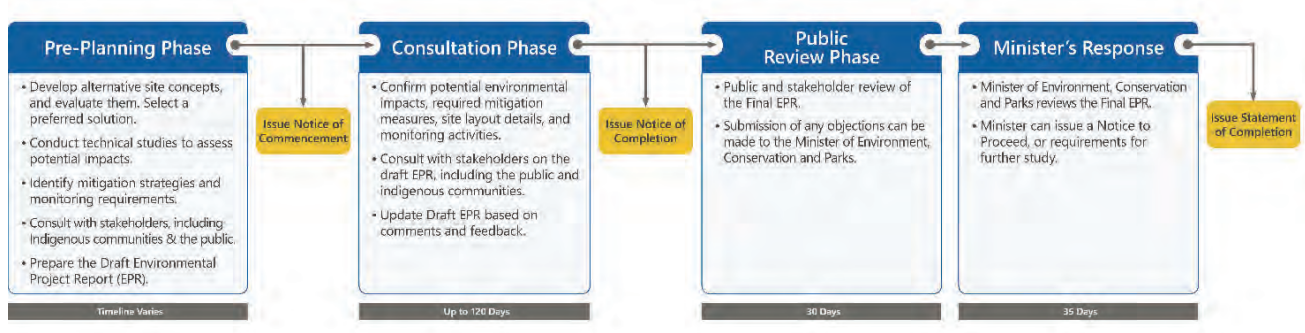 Pre-Planning Phase
• Develop alternative site concepts,
and evaluate them. Select a
preferred solution.
• Conduct technical studies to assess
potential impacts.
• Identify mitigation strategies and
monitoring requirements.
• Consult with stakeholders, including
Indigenous communities & the public.
• Prepare the Draft Environmental
Project Report (EPR).
Timeline Varies
Issue Notice of
Commencement
Consultation Phase
• Confirm potential environmental
impacts, required mitigation
measures, site layout details, and
monitoring activities.
• Consult with stakeholders on the
draft EPR, including the public and
indigenous communities.
• Update Draft EPR based on
comments and feedback.
Up to 120 Days
Issue Notice of
Completion
Public
Review Phase
• Public and stakeholder review of
the Final EPR.
• Submission of any objections can be
made to the Minister of Environment,
Conservation and Parks.
30 Days
Minister's Response
• Minister of Environment, Conservation
and Parks reviews the Final EPR.
• Minister can issue a Notice to
Proceed, or requirements for
further study.
35 Days
Issue Statement
of Completion